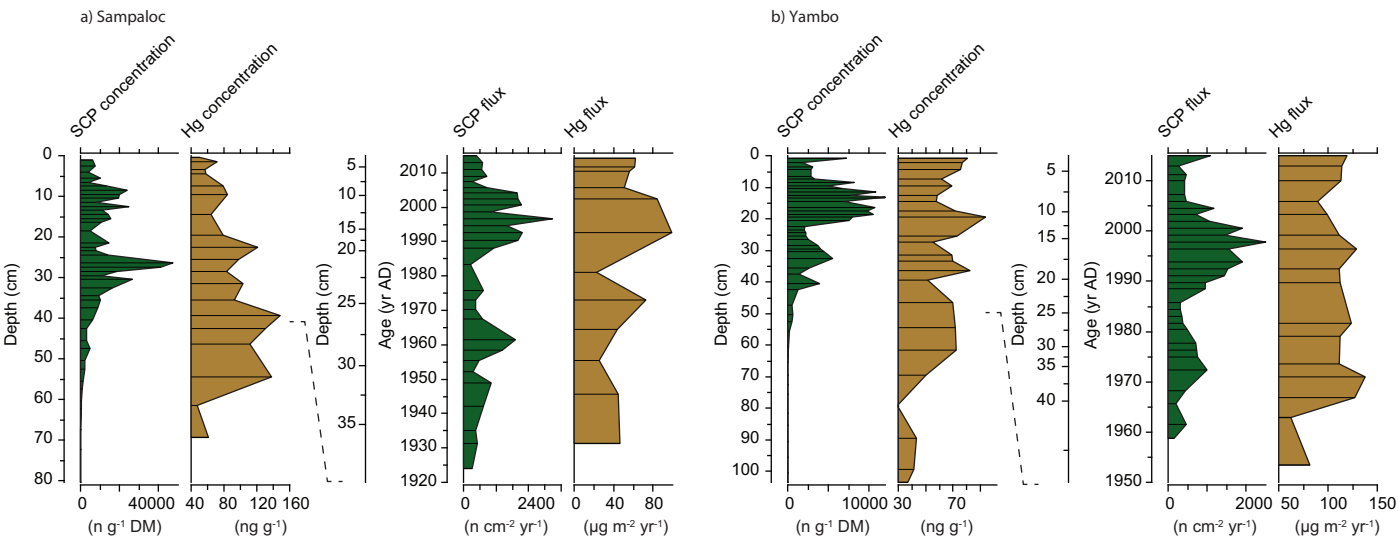 a) Sampaloc
b) Yambo
SCP concentration
Hg concentration
SCP flux
Hg flux
SCP concentration
Hg concentration
SCP flux
Hg flux
Depth (cm)
0
10
20
30
40
50
60
70
80
Depth (cm)
5
10
15
20
25
30
35
Age (yr AD)
2010
2000
1990
1980
1970
1960
1950
1940
1930
1920
Depth (cm)
0
10
20
30
40
50
60
70
80
90
100
Depth (cm)
5
10
15
20
25
30
35
40
Age (yr AD)
2010
2000
1990
1980
1970
1960
1950
0 40000 40 80 120 160 0 2400 0 40 80 0 10000 30 70 0 2000 50 100 150
(n g⁻¹ DM) (ng g⁻¹) (n cm⁻² yr⁻¹) (µg m⁻² yr⁻¹) (n g⁻¹ DM) (ng g⁻¹) (n cm⁻² yr⁻¹) (µg m⁻² yr⁻¹)